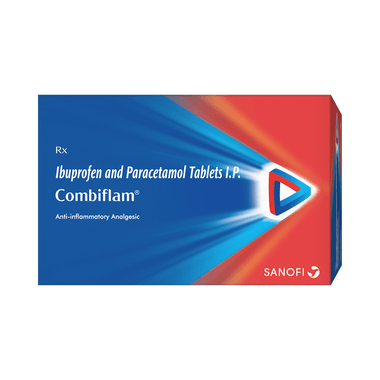 Rx
Ibuprofen and Paracetamol Tablets I.P.
Combiflam®
Anti-inflammatory Analgesic
SANOFI